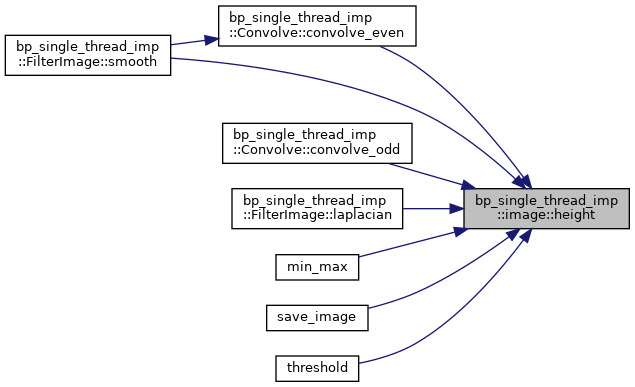 bp_single_thread_imp
::Convolve::convolve_even
bp_single_thread_imp
::FilterImage::smooth
bp_single_thread_imp
::Convolve::convolve_odd
bp_single_thread_imp
::FilterImage::laplacian
bp_single_thread_imp
::image::height
min_max
save_image
threshold